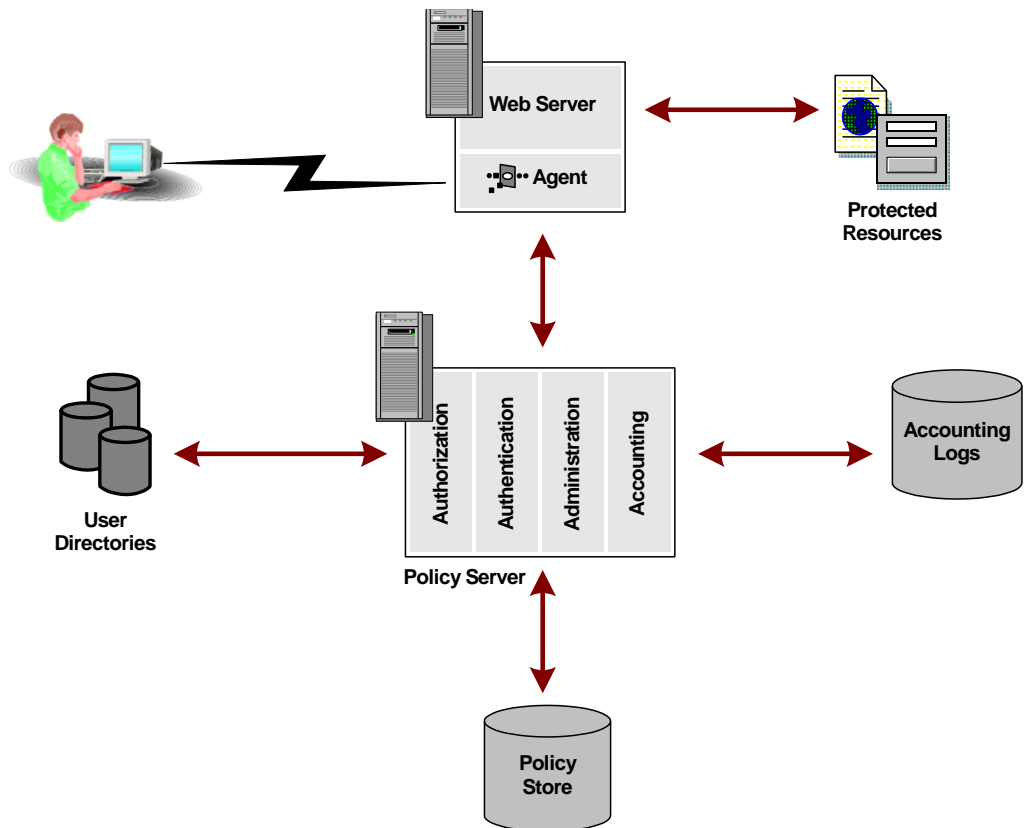 Web Server
Agent
Protected
Resources
Authorization
Authentication
Administration
Accounting
User
Directories
Accounting
Logs
Policy Server
Policy
Store